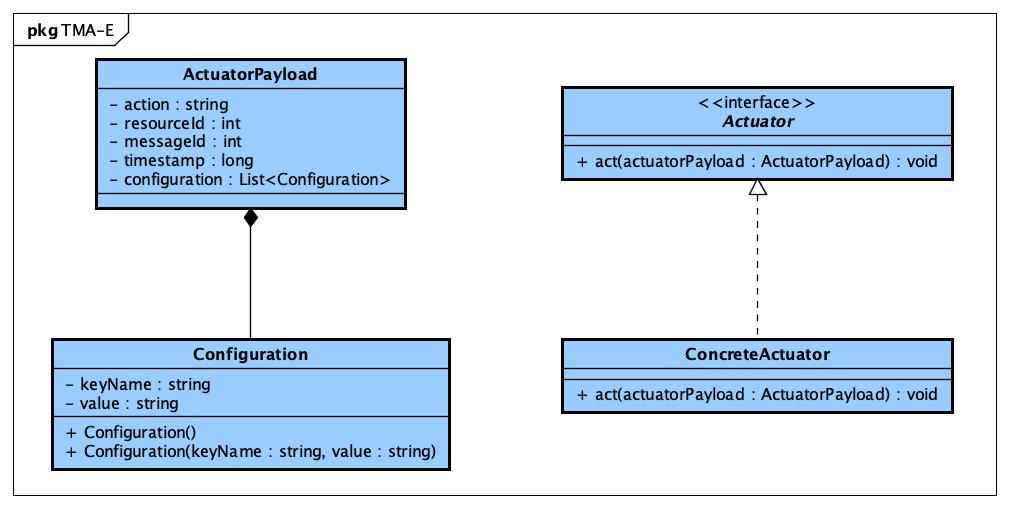 pkg TMA-E
ActuatorPayload
- action : string
- resourceId : int
- messageId : int
- timestamp : long
- configuration : List<Configuration>
<<interface>>
Actuator
+ act(actuatorPayload : ActuatorPayload) : void
Configuration
- keyName : string
- value : string
+ Configuration()
+ Configuration(keyName : string, value : string)
ConcreteActuator
+ act(actuatorPayload : ActuatorPayload) : void